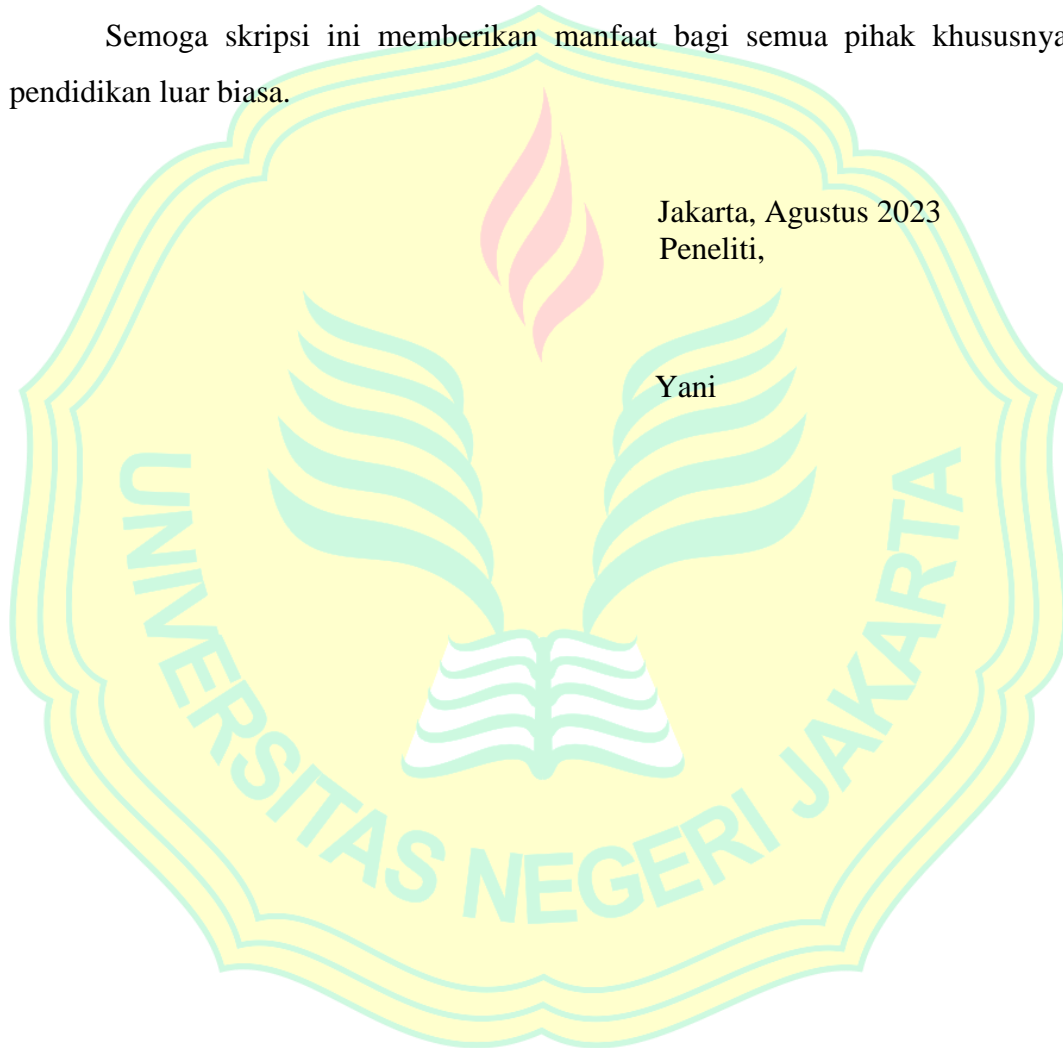 Semoga skripsi ini memberikan manfaat bagi semua pihak khususnya
pendidikan luar biasa.
Jakarta, Agustus 2023
Peneliti,
Yani
UNIVERSITAS NEGERI JAKARTA